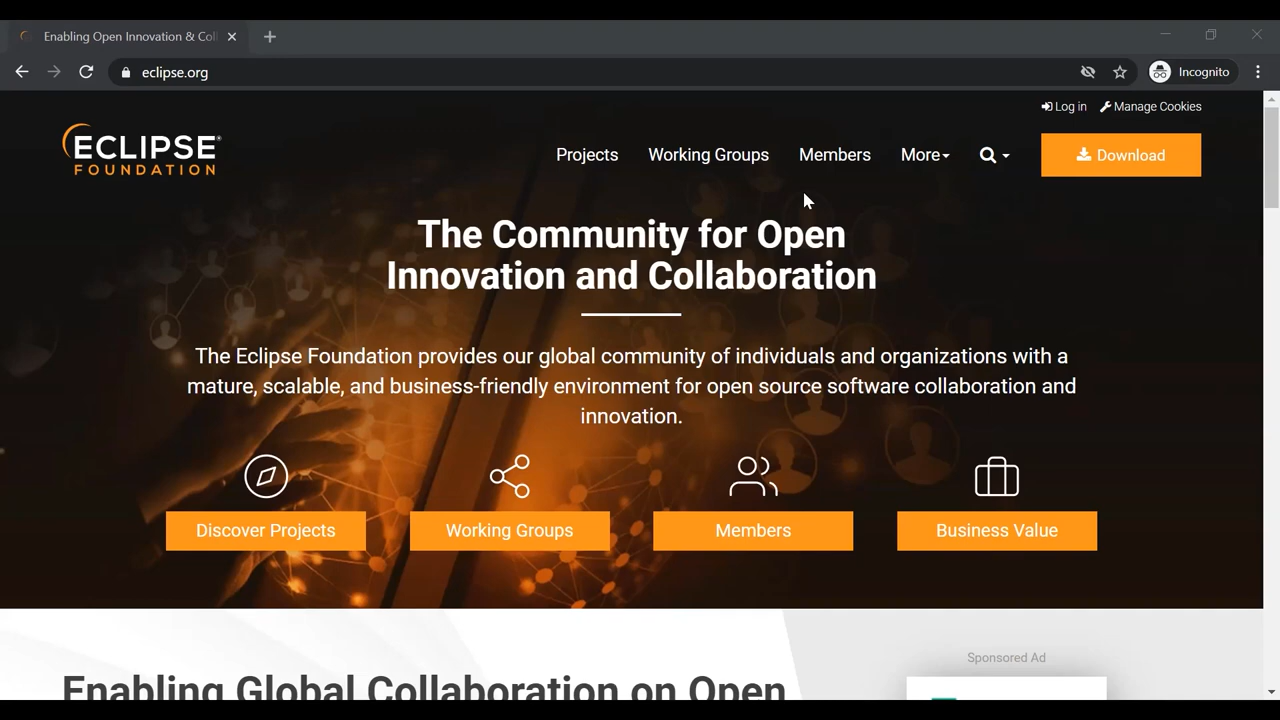 Enabling Open Innovation & Col
eclipse.org
Incognito
Log in Manage Cookies
ECLIPSE®
FOUNDATION
Projects Working Groups Members More Download
The Community for Open
Innovation and Collaboration
The Eclipse Foundation provides our global community of individuals and organizations with a
mature, scalable, and business-friendly environment for open source software collaboration and
innovation.
Discover Projects Working Groups Members Business Value
Sponsored Ad
Enabling Global Collaboration on Open